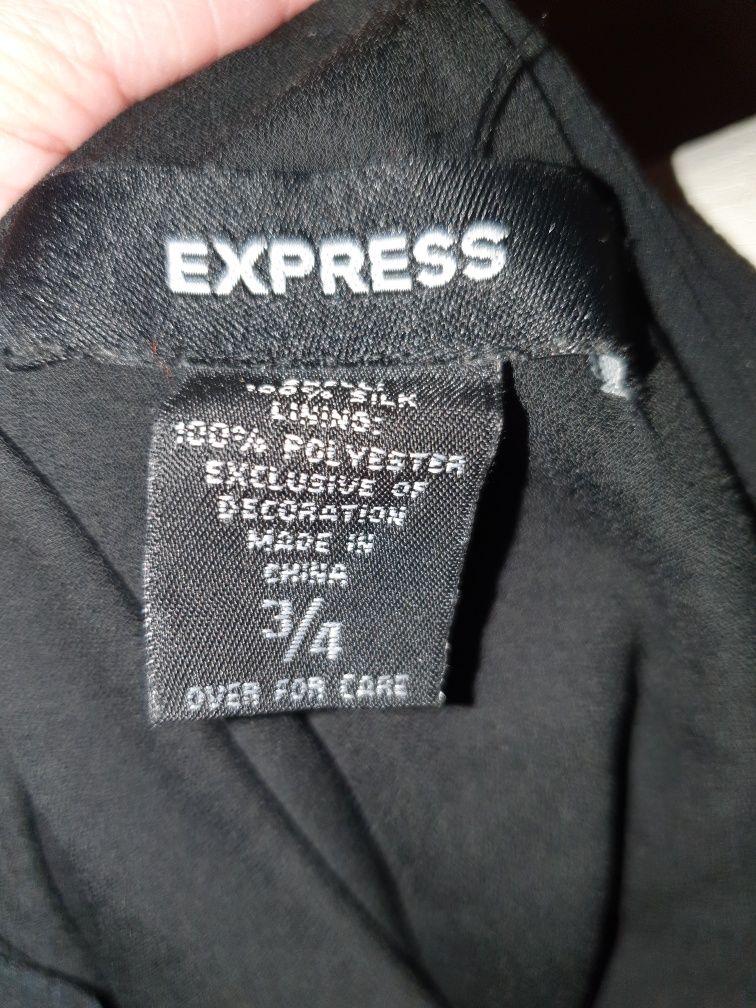 EXPRESS
SILK
LINING-
100% POLYESTER
EXCLUSIVE OF
DECORATION
MADE IN
CHINA
3/4
OVER FOR CARE